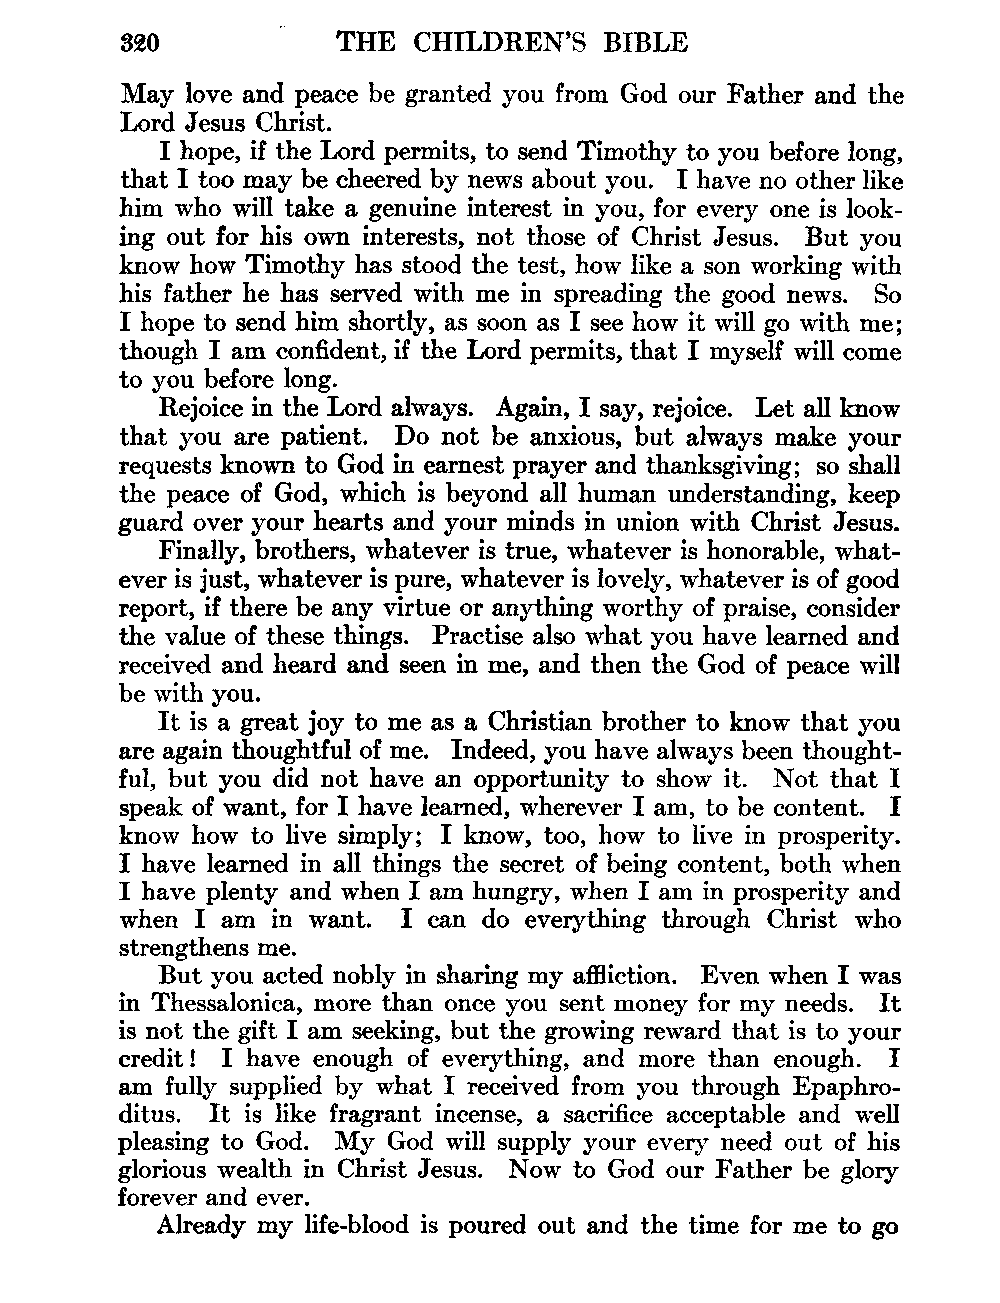 320 THE CHILDREN'S BIBLE
May love and peace be granted you from God our Father and the
Lord Jesus Christ.
I hope, if the Lord permits, to send Timothy to you before long,
that I too may be cheered by news about you. I have no other like
him who will take a genuine interest in you, for every one is look-
ing out for his own interests, not those of Christ Jesus. But you
know how Timothy has stood the test, how like a son working with
his father he has served with me in spreading the good news. So
I hope to send him shortly, as soon as I see how it will go with me;
though I am confident, if the Lord permits, that I myself will come
to you before long.
Rejoice in the Lord always. Again, I say, rejoice. Let all know
that you are patient. Do not be anxious, but always make your
requests known to God in earnest prayer and thanksgiving; so shall
the peace of God, which is beyond all human understanding, keep
guard over your hearts and your minds in union with Christ Jesus.
Finally, brothers, whatever is true, whatever is honorable, what-
ever is just, whatever is pure, whatever is lovely, whatever is of good
report, if there be any virtue or anything worthy of praise, consider
the value of these things. Practise also what you have learned and
received and heard and seen in me, and then the God of peace will
be with you.
It is a great joy to me as a Christian brother to know that you
are again thoughtful of me. Indeed, you have always been thought-
ful, but you did not have an opportunity to show it. Not that I
speak of want, for I have learned, wherever I am, to be content. I
know how to live simply; I know, too, how to live in prosperity.
I have learned in all things the secret of being content, both when
I have plenty and when I am hungry, when I am in prosperity and
when I am in want. I can do everything through Christ who
strengthens me.
But you acted nobly in sharing my affliction. Even when I was
in Thessalonica, more than once you sent money for my needs. It
is not the gift I am seeking, but the growing reward that is to your
credit! I have enough of everything, and more than enough. I
am fully supplied by what I received from you through Epaphro-
ditus. It is like fragrant incense, a sacrifice acceptable and well
pleasing to God. My God will supply your every need out of his
glorious wealth in Christ Jesus. Now to God our Father be glory
forever and ever.
Already my life-blood is poured out and the time for me to go